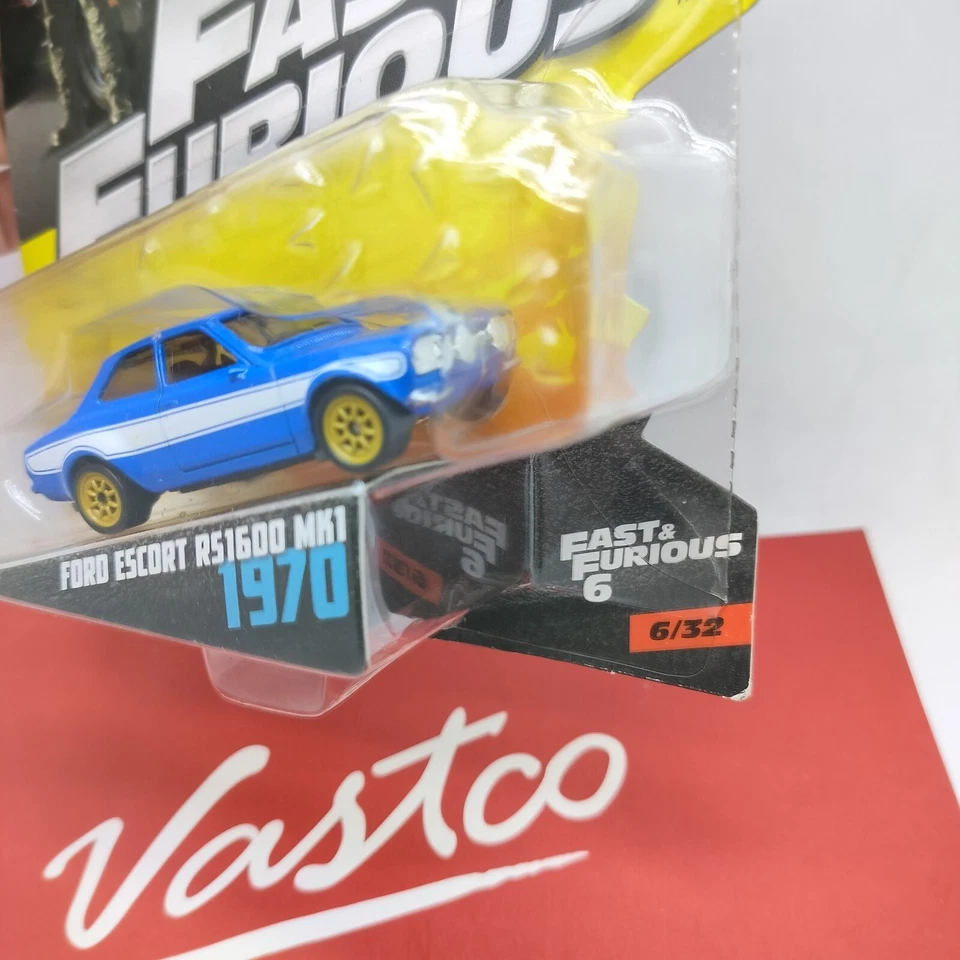 FAST
FURIOUS
FORD ESCORT RS1600 MK1
1970
FAST &
FURIOUS
6
6/32
Vastco